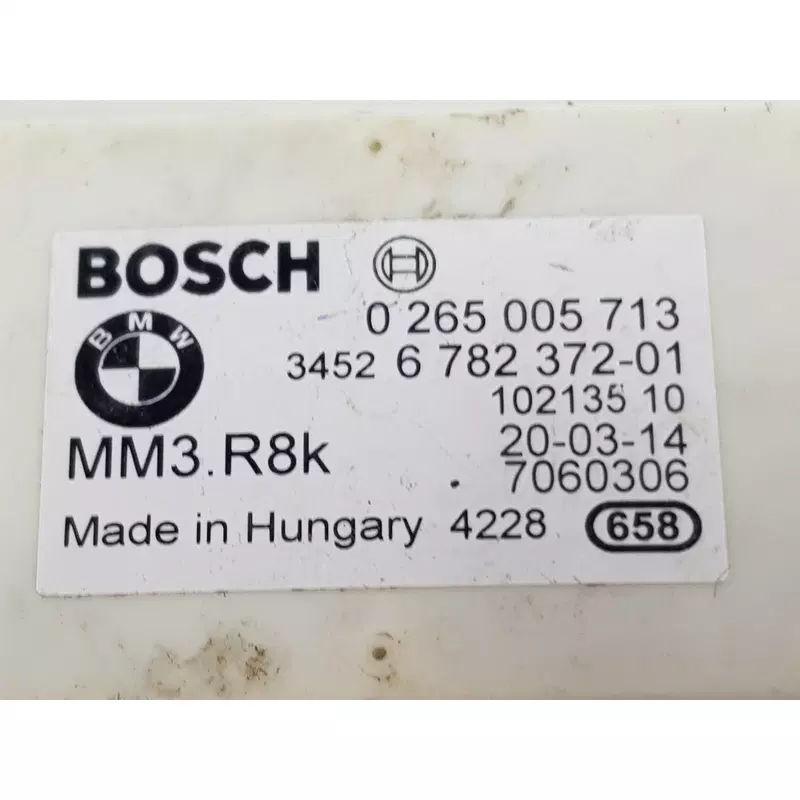 BOSCH
0 265 005 713
BMW
3452 6 782 372-01
102135 10
20-03-14
MM3.R8k
7060306
Made in Hungary 4228 658